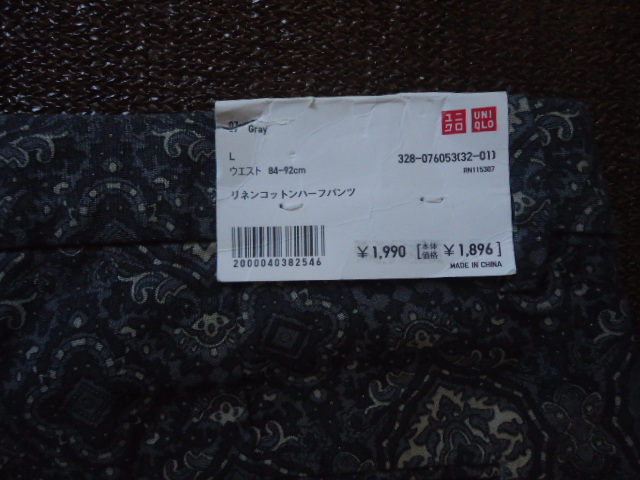 07 Gray
ユニクロ UNIQLO
L
328-076053(32-01)
ウエスト 84-92cm
RN115307
リネンコットンハーフパンツ
2000040382546
¥1,990 [本体価格 ¥1,896]
MADE IN CHINA